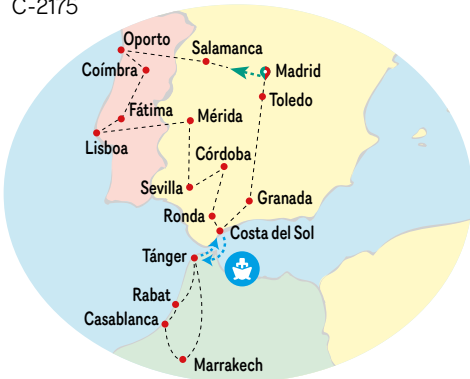 C-2175
Oporto
Salamanca
Coímbra
Madrid
Toledo
Fátima
Mérida
Lisboa
Córdoba
Sevilla
Granada
Ronda
Costa del Sol
Tánger
Rabat
Casablanca
Marrakech